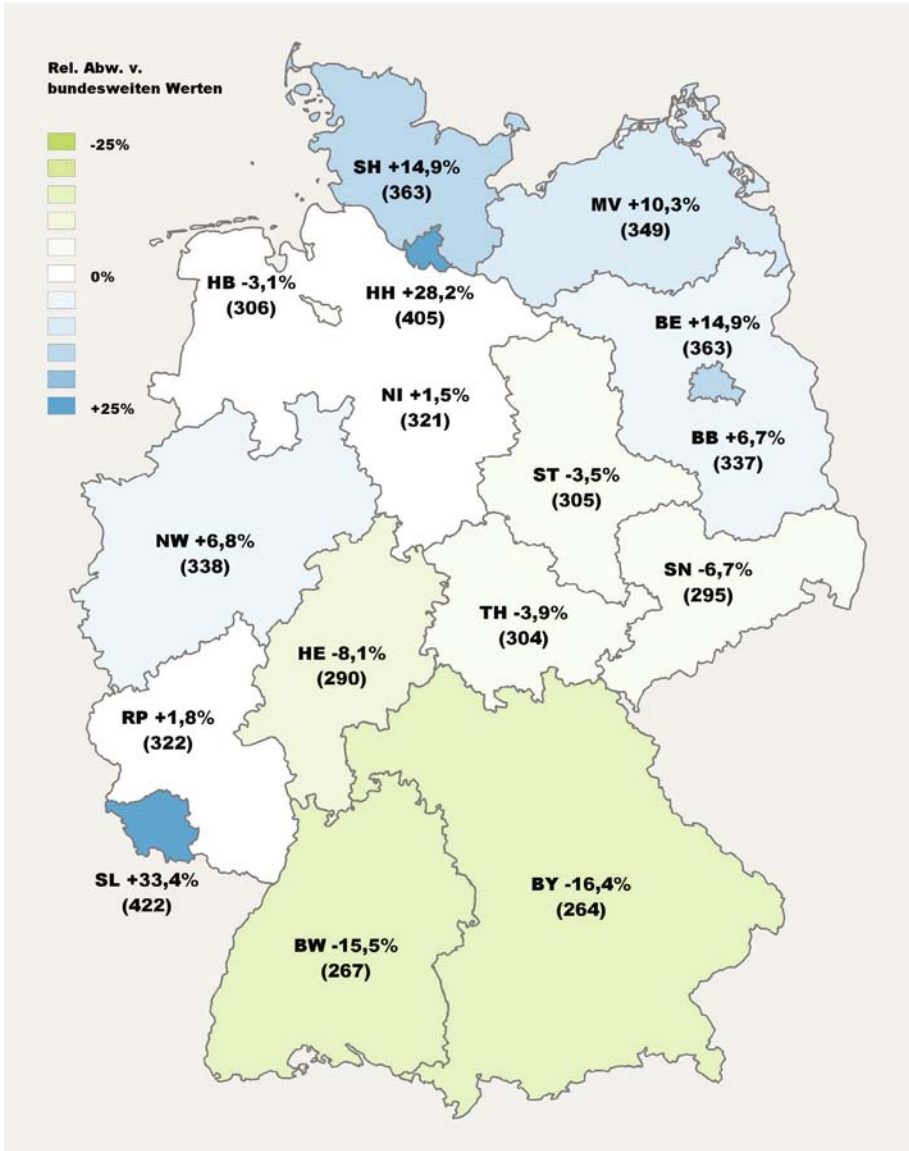 Rel. Abw. v.
bundesweiten Werten
-25%
0%
+25%
SH +14,9%
(363)
MV +10,3%
(349)
HB -3,1%
(306)
HH +28,2%
(405)
BE +14,9%
(363)
NI +1,5%
(321)
BB +6,7%
(337)
ST -3,5%
(305)
NW +6,8%
(338)
SN -6,7%
(295)
TH -3,9%
(304)
HE -8,1%
(290)
RP +1,8%
(322)
SL +33,4%
(422)
BY -16,4%
(264)
BW -15,5%
(267)